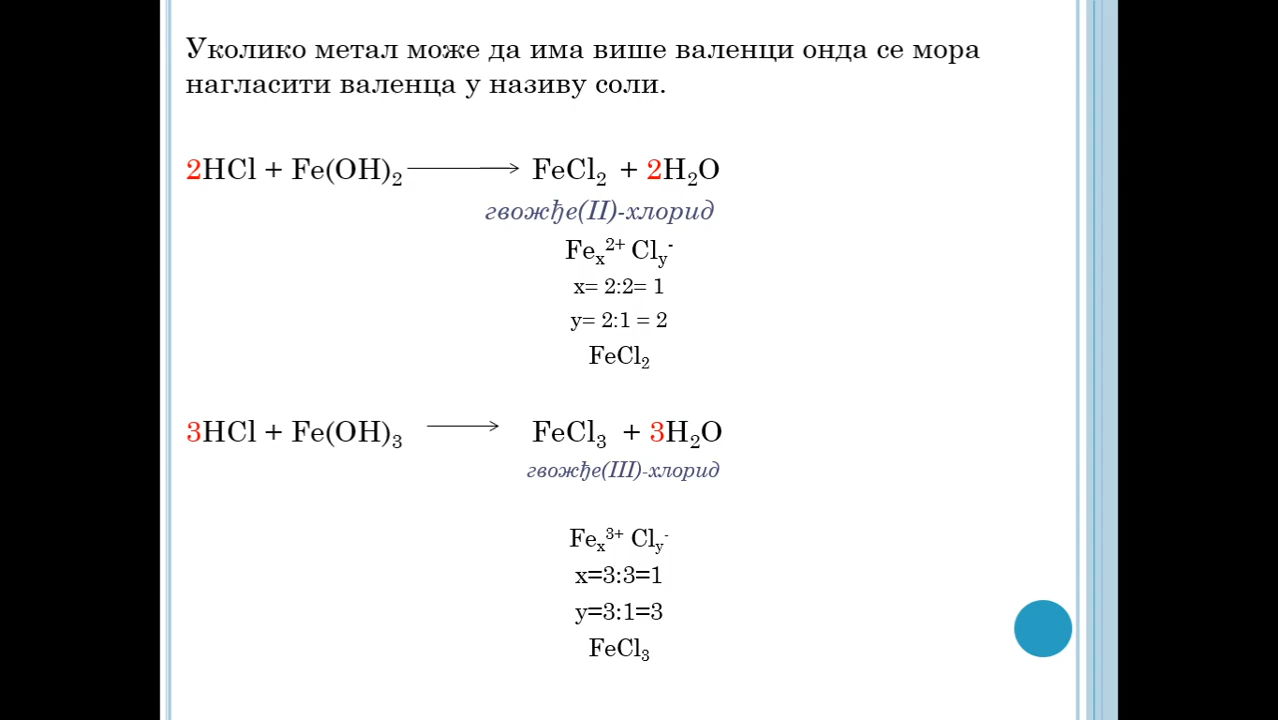 Уколико метал може да има више валенци онда се мора
нагласити валенца у називу соли.
2HCl + Fe(OH)₂ ⟶ FeCl₂ + 2H₂O
гвожђе(II)-хлорид
Feₓ²⁺ Clᵧ⁻
x= 2:2= 1
y= 2:1 = 2
FeCl₂
3HCl + Fe(OH)₃ ⟶ FeCl₃ + 3H₂O
гвожђе(III)-хлорид
Feₓ³⁺ Clᵧ⁻
x=3:3=1
y=3:1=3
FeCl₃